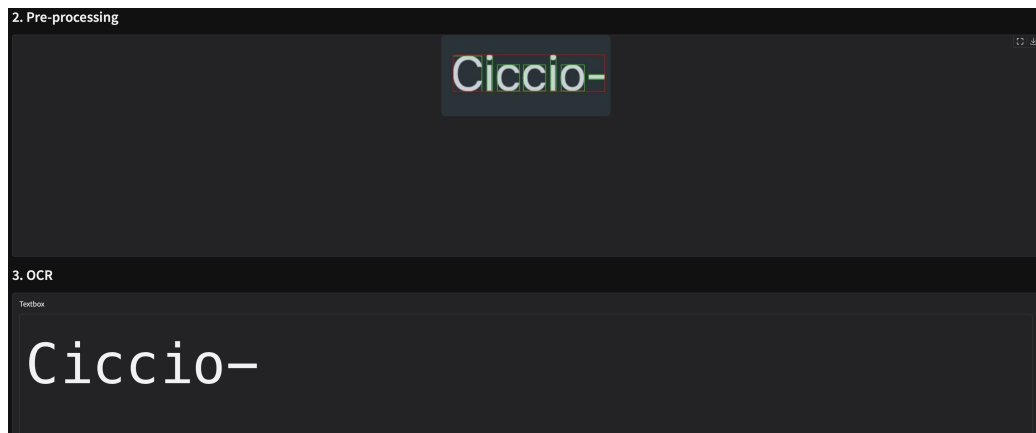 2. Pre-processing
Ciccio-
3. OCR
Textbox
Ciccio-